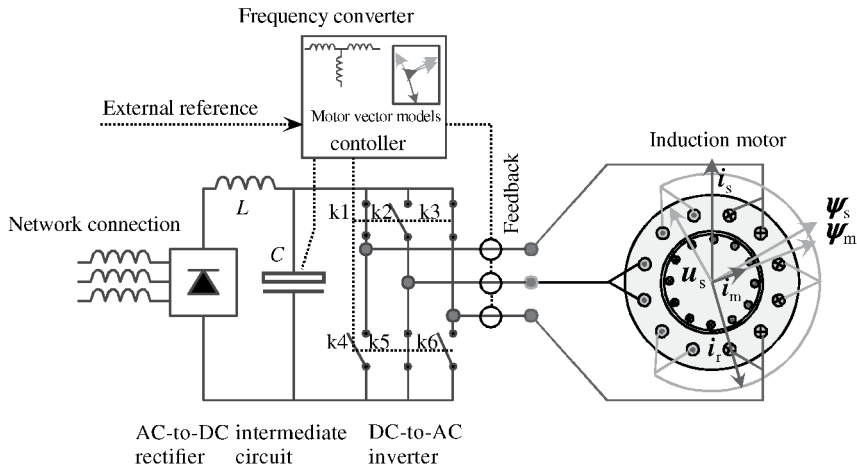 Frequency converter
External reference
Motor vector models
contoller
Induction motor
Feedback
Network connection
L
C
k1 k2 k3
k4 k5 k6
i s
ψ s
ψ m
u s
i m
i r
AC-to-DC intermediate DC-to-AC
rectifier circuit inverter